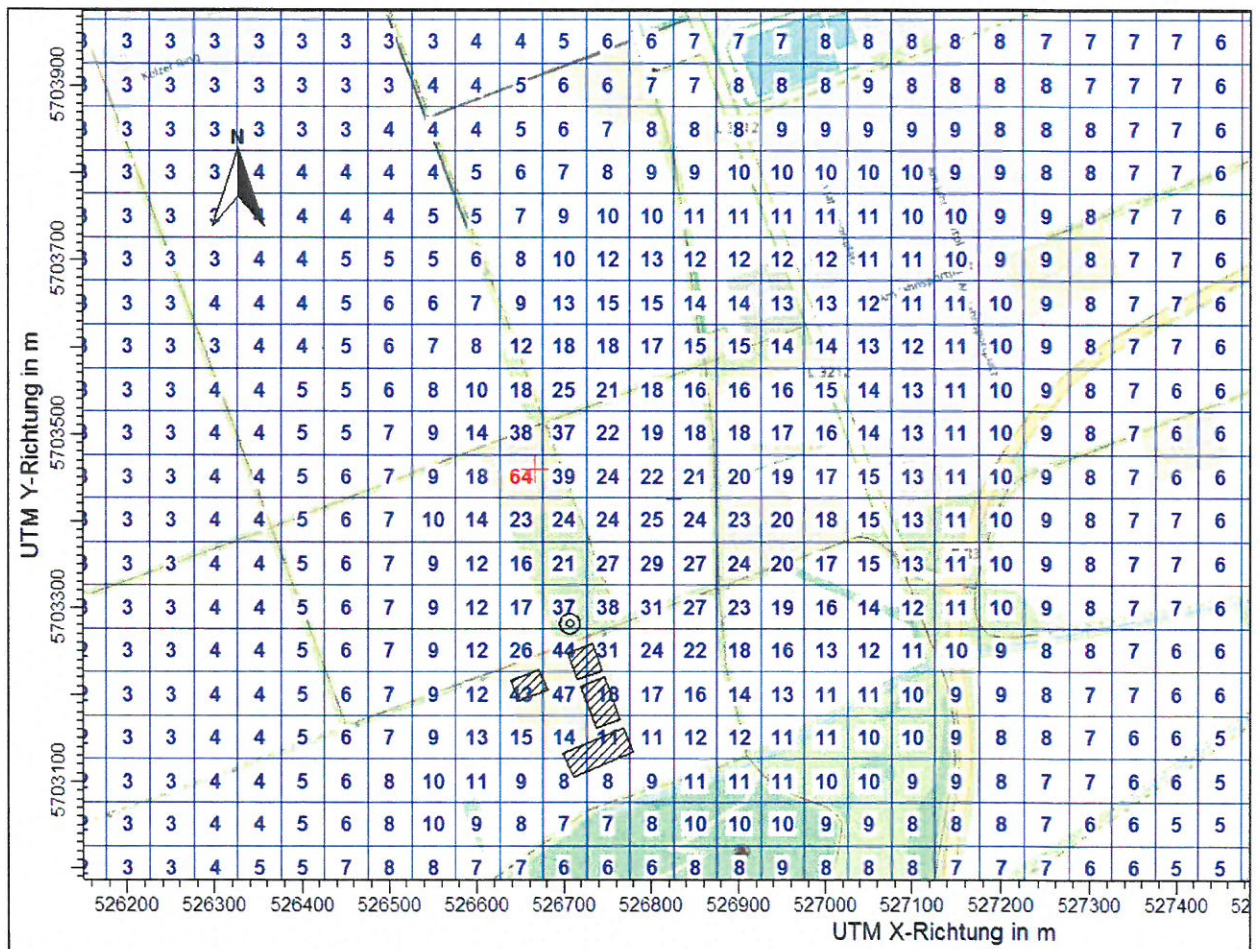 3 3 3 3 3 3 3 3 4 4 5 6 6 7 7 7 8 8 8 8 8 7 7 7 7 6
Kelzer Ring
3 3 3 3 3 3 3 4 4 5 6 6 7 7 8 8 8 9 8 8 8 8 7 7 7 6
3 3 3 3 3 3 4 4 4 5 6 7 8 8 8 9 9 9 9 9 8 8 8 7 7 6
L 3212
N
3 3 3 4 4 4 4 4 5 6 7 8 9 9 10 10 10 10 10 9 9 8 8 7 7 6
3 3 3 4 4 4 4 5 5 7 9 10 10 11 11 11 11 11 10 10 9 9 8 7 7 6
3 3 3 4 4 5 5 5 6 8 10 12 13 12 12 12 12 11 11 10 9 9 8 7 7 6
3 3 4 4 4 5 6 6 7 9 13 15 15 14 14 13 13 12 11 11 10 9 8 7 7 6
3 3 3 4 4 5 6 7 8 12 18 18 17 15 15 14 14 13 12 11 10 9 8 7 7 6
L 3212
3 3 4 4 5 5 6 8 10 18 25 21 18 16 16 16 15 14 13 11 10 9 8 7 6 6
3 3 4 4 5 5 7 9 14 38 37 22 19 18 18 17 16 14 13 11 10 9 8 7 6 6
3 3 4 4 5 6 7 9 18 64 39 24 22 21 20 19 17 15 13 11 10 9 8 7 6 6
3 3 4 4 5 6 7 10 14 23 24 24 25 24 23 20 18 15 13 11 10 9 8 7 7 6
3 3 4 4 5 6 7 9 12 16 21 27 29 27 24 20 17 15 13 11 10 9 8 7 7 6
3 3 4 4 5 6 7 9 12 17 37 38 31 27 23 19 16 14 12 11 10 9 8 7 7 6
3 3 4 4 5 6 7 9 12 26 44 31 24 22 18 16 13 12 11 10 9 8 8 7 6 6
3 3 4 4 5 6 7 9 12 43 47 18 17 16 14 13 11 11 10 9 9 8 7 7 6 6
3 3 4 4 5 6 7 9 13 15 14 11 11 12 12 11 11 10 10 9 8 8 7 6 6 5
3 3 4 4 5 6 8 10 11 9 8 8 9 11 11 11 10 10 9 9 8 7 7 6 6 5
3 3 4 4 5 6 8 10 9 8 7 7 8 10 10 10 9 9 8 8 8 7 6 6 5 5
3 3 4 5 5 7 8 8 7 7 6 6 6 8 8 9 8 8 8 7 7 7 6 6 5 5
5703900
5703700
5703500
5703300
5703100
UTM Y-Richtung in m
526200 526300 526400 526500 526600 526700 526800 526900 527000 527100 527200 527300 527400 52
UTM X-Richtung in m